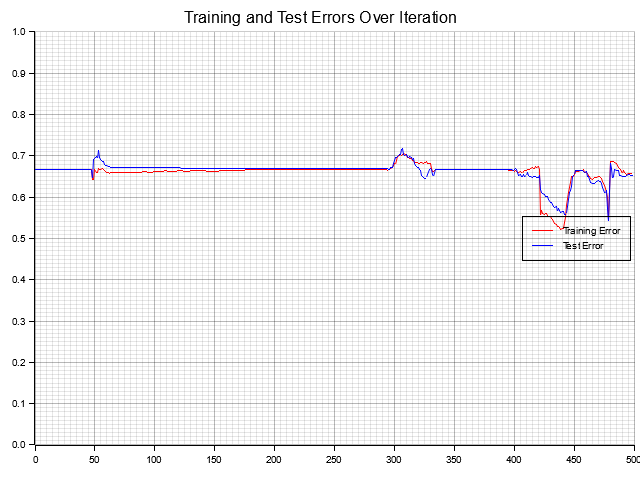 Training and Test Errors Over Iteration
1.0
0.9
0.8
0.7
0.6
0.5
Training Error
Test Error
0.4
0.3
0.2
0.1
0.0
0 50 100 150 200 250 300 350 400 450 500